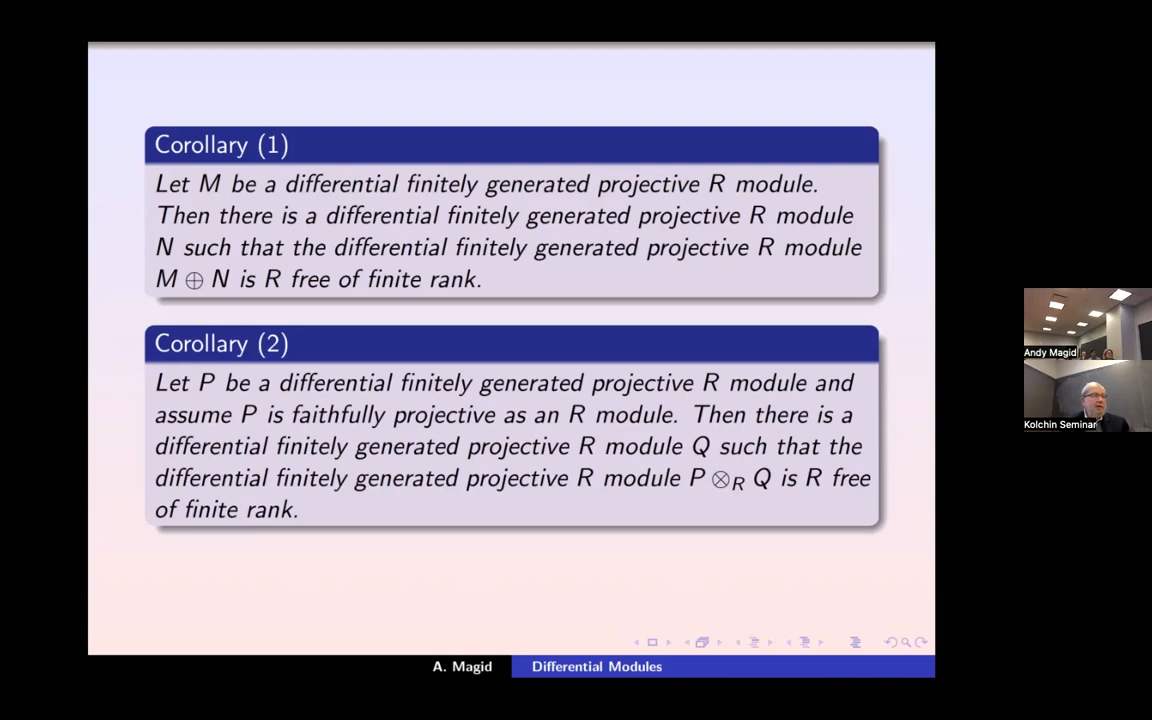 Corollary (1)
Let M be a differential finitely generated projective R module.
Then there is a differential finitely generated projective R module
N such that the differential finitely generated projective R module
M ⊕ N is R free of finite rank.
Corollary (2)
Let P be a differential finitely generated projective R module and
assume P is faithfully projective as an R module. Then there is a
differential finitely generated projective R module Q such that the
differential finitely generated projective R module P ⊗R Q is R free
of finite rank.
A. Magid
Differential Modules
Andy Magid
Kolchin Seminar